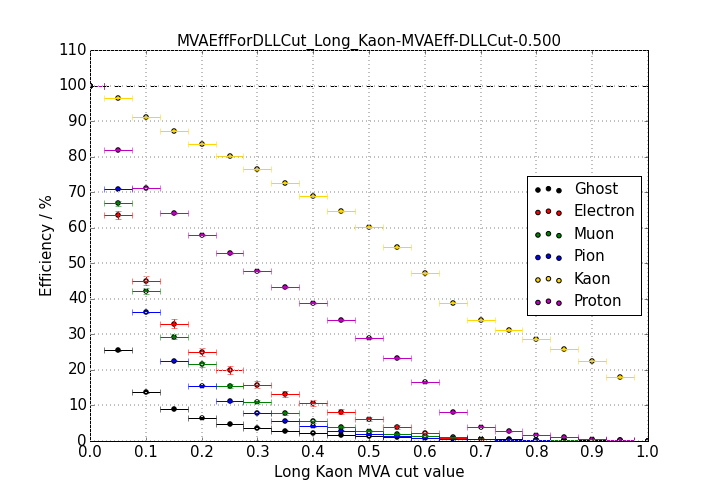 MVAEffForDLLCut_Long_Kaon-MVAEff-DLLCut-0.500
110
100
90
80
70
60
50
40
30
20
10
0
Efficiency / %
Ghost
Electron
Muon
Pion
Kaon
Proton
0.0 0.1 0.2 0.3 0.4 0.5 0.6 0.7 0.8 0.9 1.0
Long Kaon MVA cut value